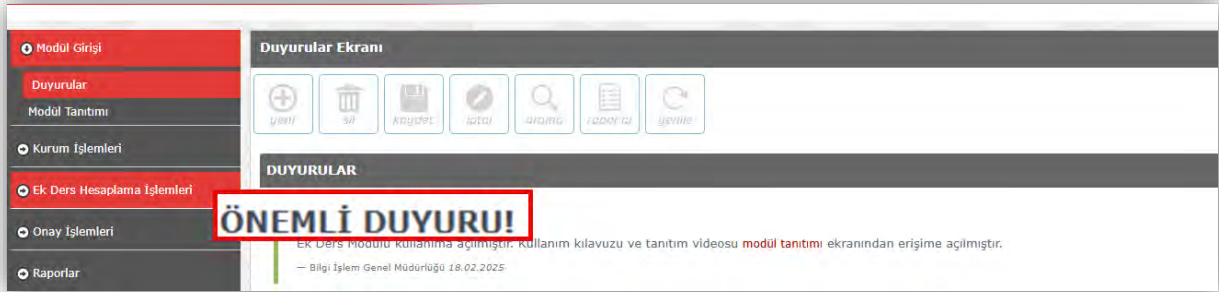 Modül Girişi
Duyurular
Modül Tanıtımı
Kurum İşlemleri
Ek Ders Hesaplama İşlemleri
Onay İşlemleri
Raporlar
Duyurular Ekranı
yeni sil kaydet iptal arama raporlar yenile
DUYURULAR
ÖNEMLİ DUYURU!
Ek Ders Modülü kullanıma açılmıştır. Kullanım kılavuzu ve tanıtım videosu modül tanıtımı ekranından erişime açılmıştır.
— Bilgi İşlem Genel Müdürlüğü 18.02.2025